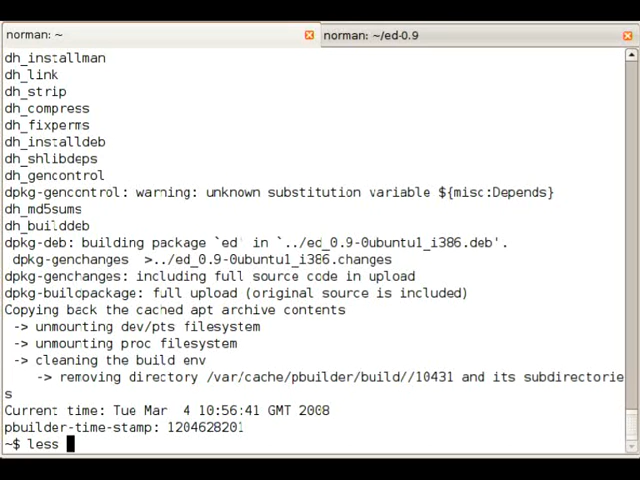 norman: ~
norman: ~/ed-0.9
dh_installman
dh_link
dh_strip
dh_compress
dh_fixperms
dh_installdeb
dh_shlibdeps
dh_gencontrol
dpkg-gencontrol: warning: unknown substitution variable ${misc:Depends}
dh_md5sums
dh_builddeb
dpkg-deb: building package `ed' in `../ed_0.9-0ubuntu1_i386.deb'.
dpkg-genchanges >../ed_0.9-0ubuntu1_i386.changes
dpkg-genchanges: including full source code in upload
dpkg-buildpackage: full upload (original source is included)
Copying back the cached apt archive contents
-> unmounting dev/pts filesystem
-> unmounting proc filesystem
-> cleaning the build env
-> removing directory /var/cache/pbuilder/build//10431 and its subdirectorie
s
Current time: Tue Mar  4 10:56:41 GMT 2008
pbuilder-time-stamp: 1204628201
~$ less